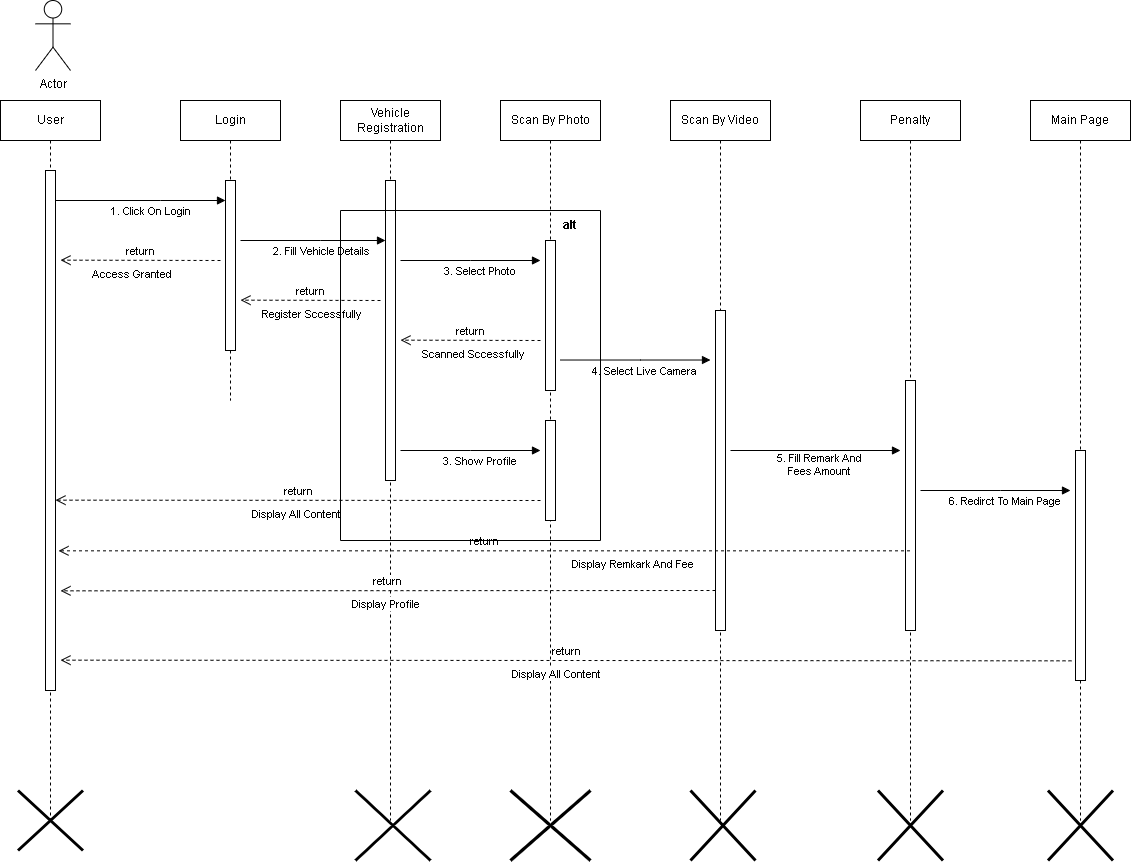 Actor
User
Login
Vehicle
Registration
Scan By Photo
Scan By Video
Penalty
Main Page
1. Click On Login
alt
return
2. Fill Vehicle Details
Access Granted
3. Select Photo
return
Register Sccessfully
return
Scanned Sccessfully
4. Select Live Camera
3. Show Profile
5. Fill Remark And
Fees Amount
return
6. Redirct To Main Page
Display All Content
return
Display Remkark And Fee
return
Display Profile
return
Display All Content